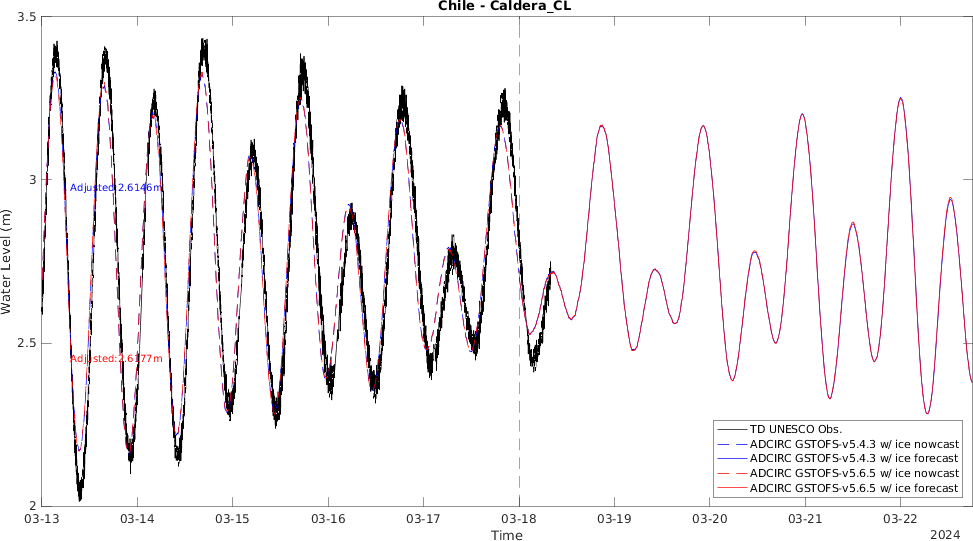 Chile - Caldera_CL
3.5
3
2.5
2
Water Level (m)
Adjusted:2.6146m
Adjusted:2.6177m
TD UNESCO Obs.
ADCIRC GSTOFS-v5.4.3 w/ ice nowcast
ADCIRC GSTOFS-v5.4.3 w/ ice forecast
ADCIRC GSTOFS-v5.6.5 w/ ice nowcast
ADCIRC GSTOFS-v5.6.5 w/ ice forecast
03-13 03-14 03-15 03-16 03-17 03-18 03-19 03-20 03-21 03-22
Time
2024